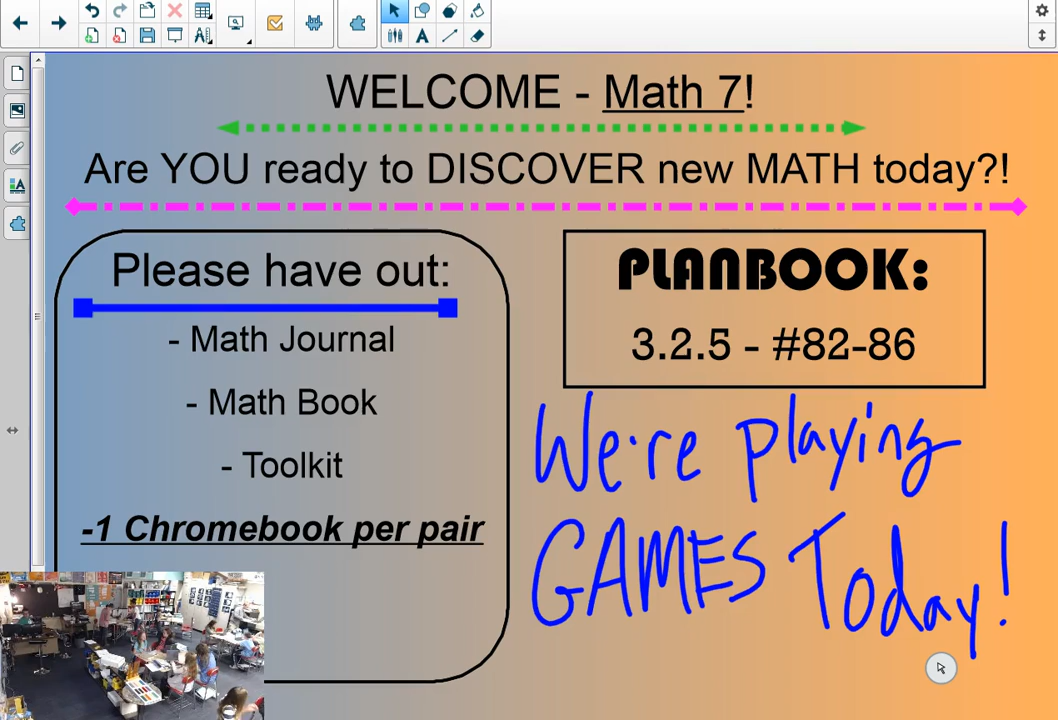 WELCOME - Math 7!
Are YOU ready to DISCOVER new MATH today?!
Please have out:
- Math Journal
- Math Book
- Toolkit
-1 Chromebook per pair
PLANBOOK:
3.2.5 - #82-86
We're playing
GAMES Today!